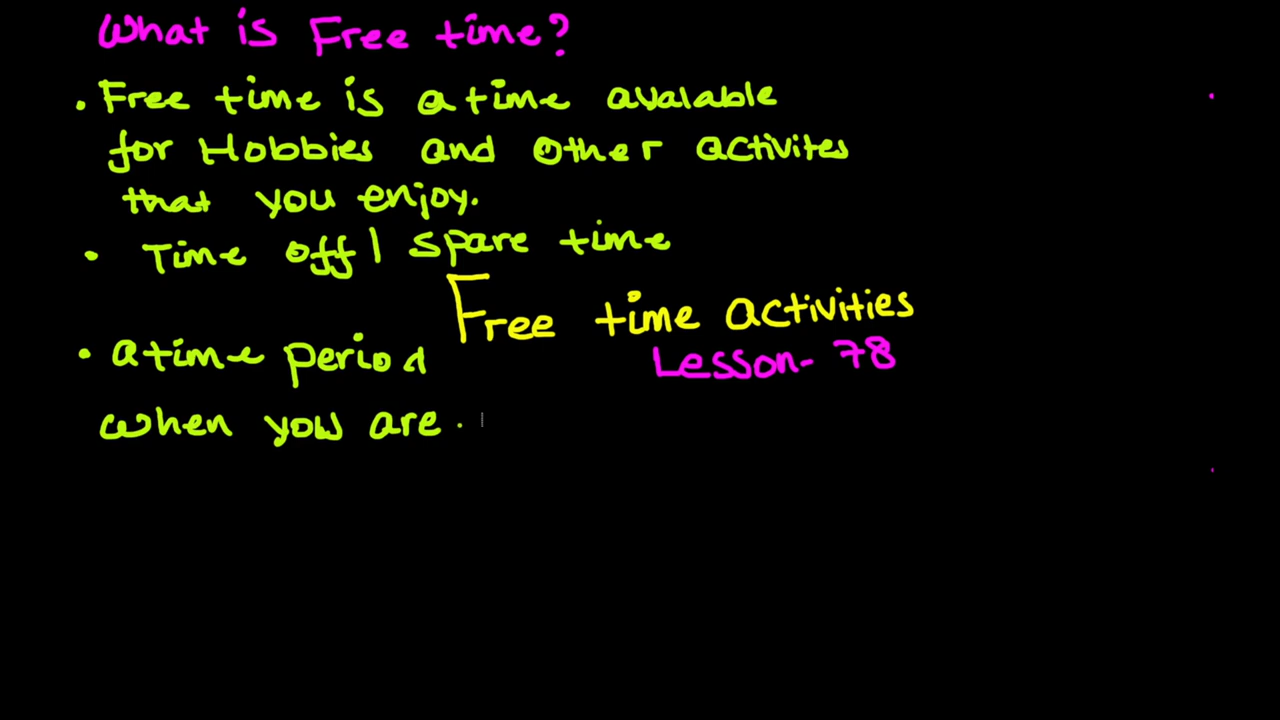 What is Free time?
. Free time is a time avalable
for Hobbies and Other activites
that you enjoy.
• Time off | spare time
Free time activities
Lesson- 78
• a time period
when you are .